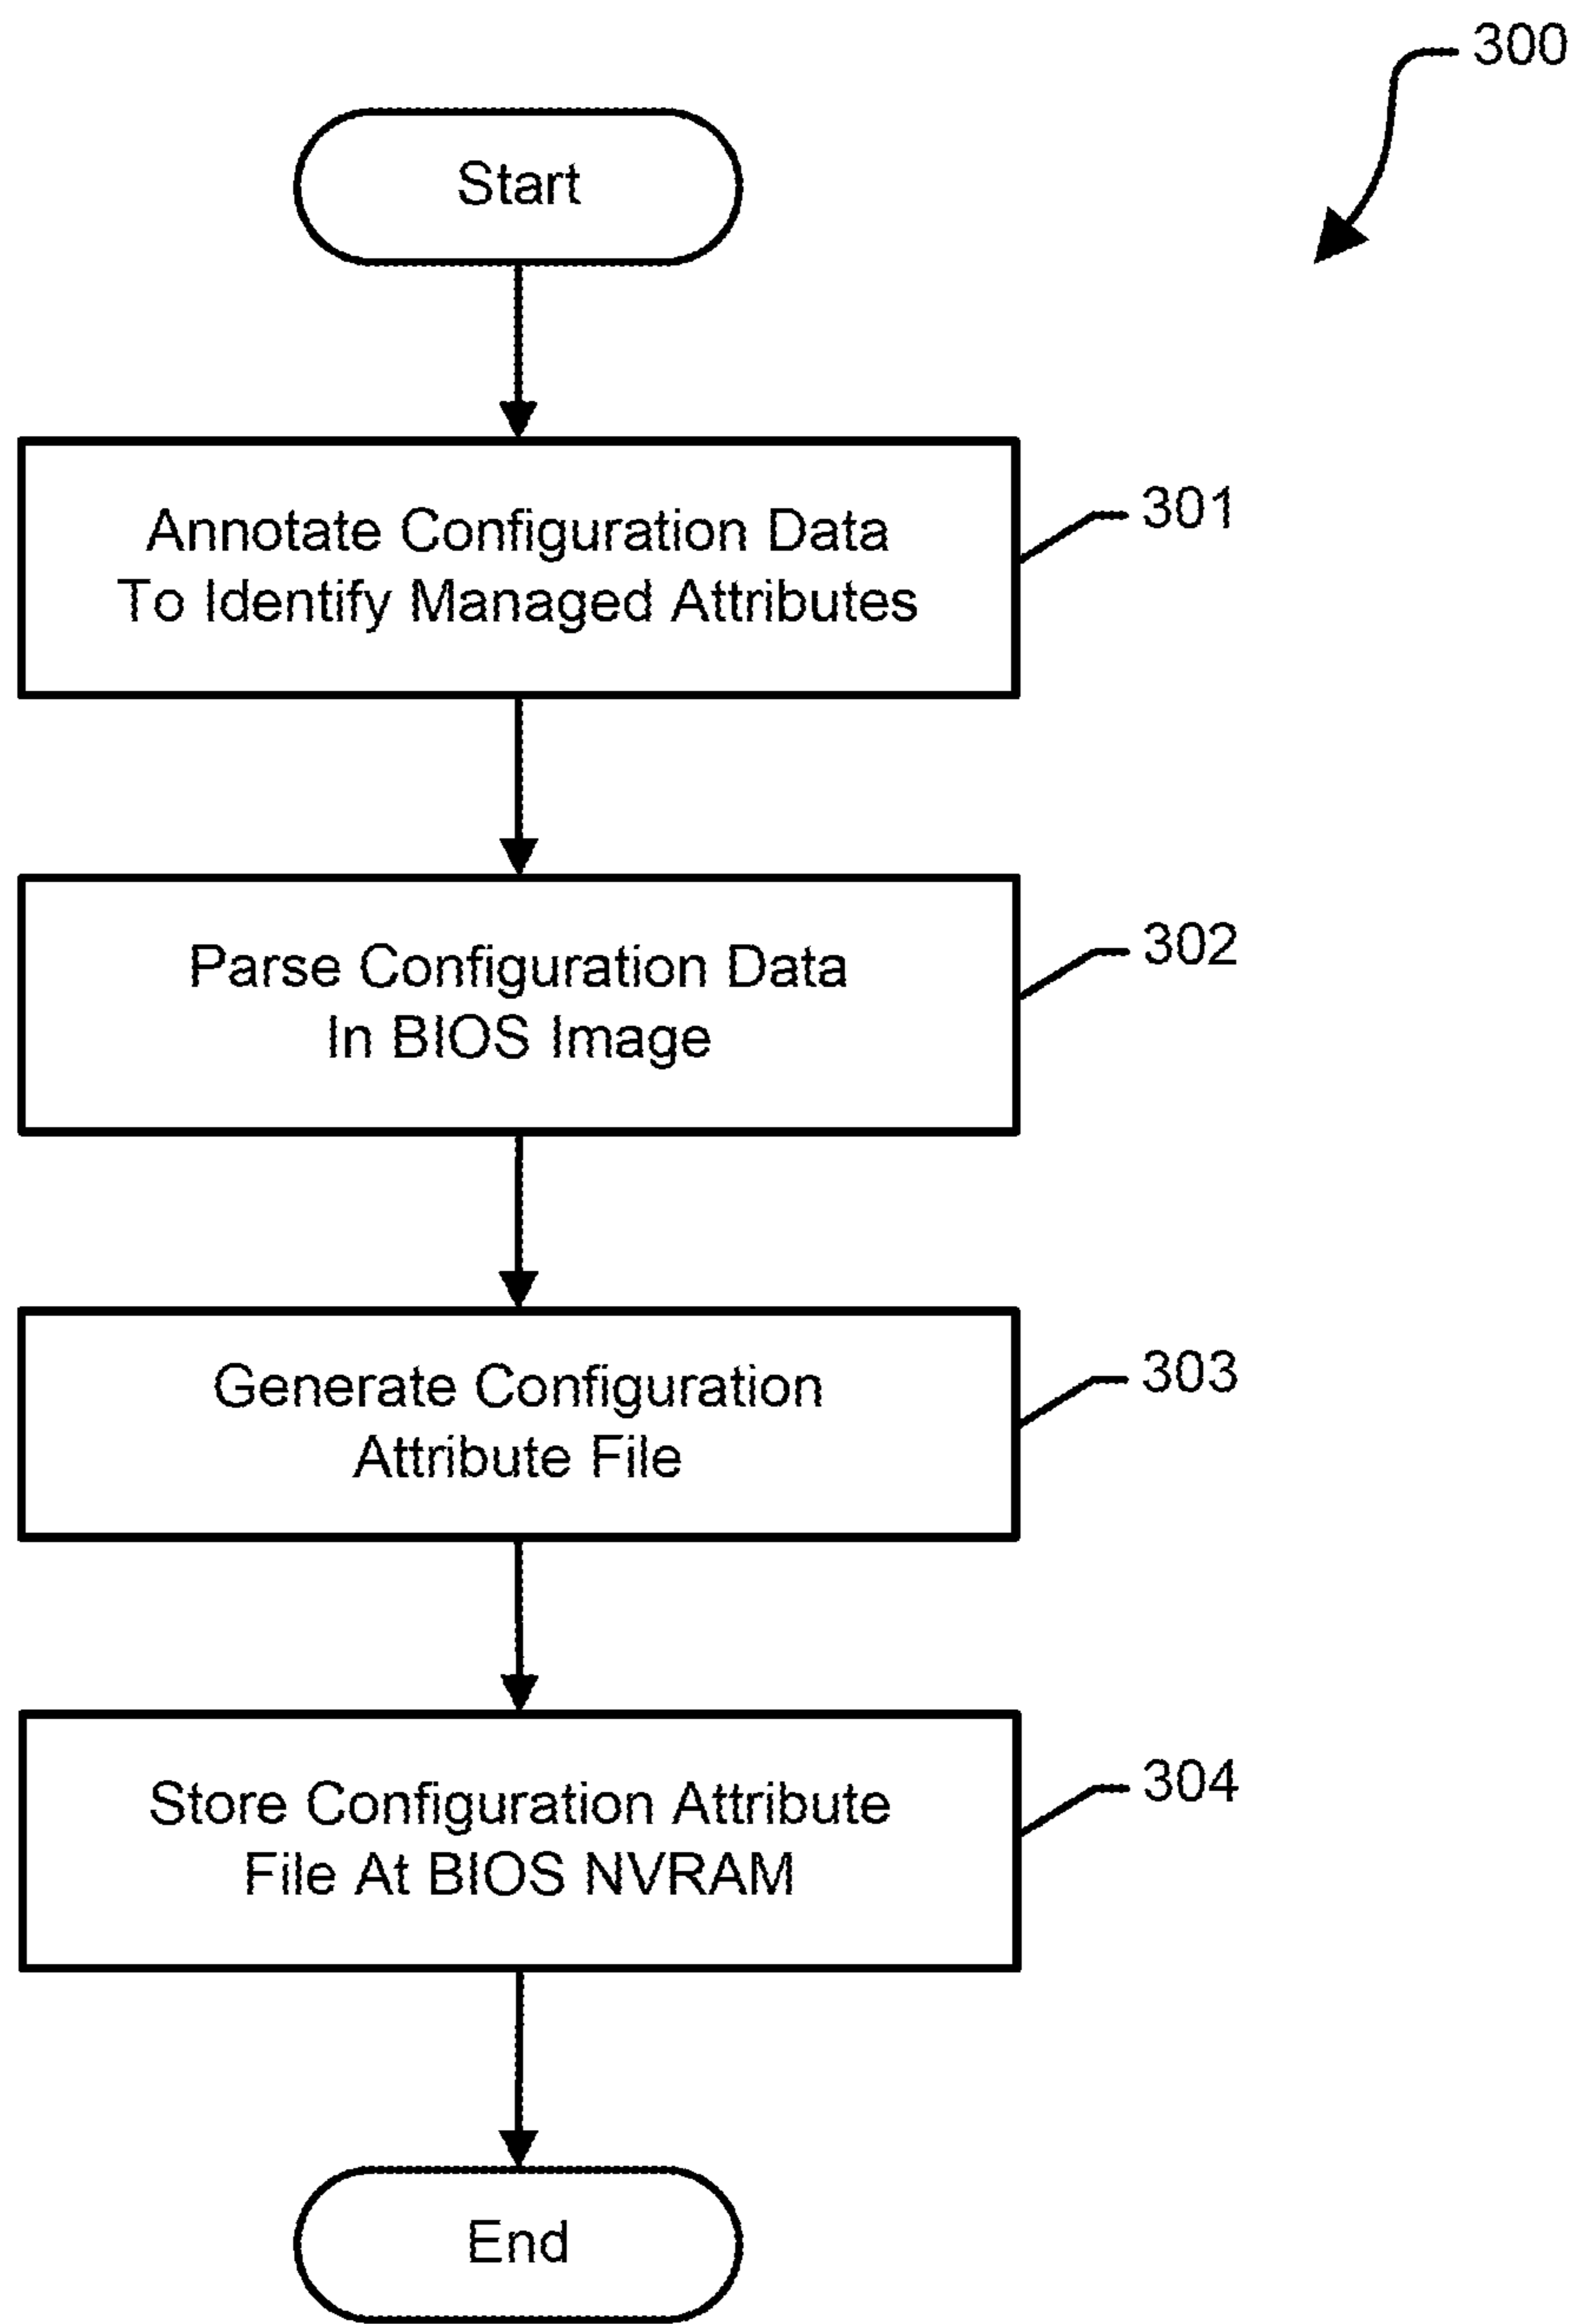 300
Start
Annotate Configuration Data
To Identify Managed Attributes
301
Parse Configuration Data
In BIOS Image
302
Generate Configuration
Attribute File
303
Store Configuration Attribute
File At BIOS NVRAM
304
End